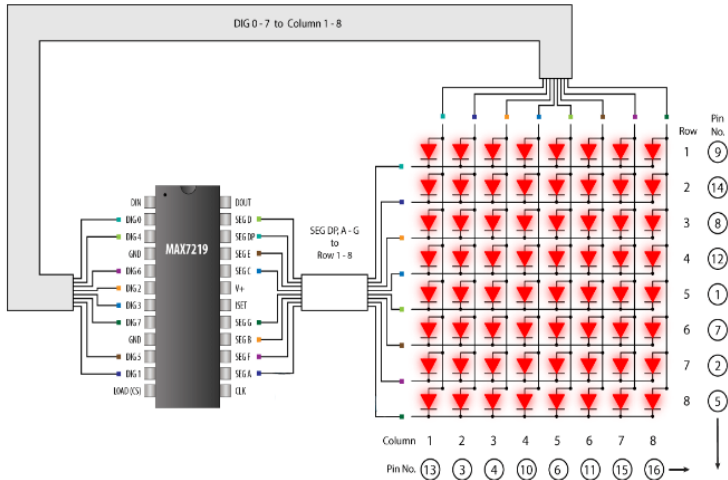 DIG 0 - 7 to Column 1 - 8
Row
Pin
No.
1
9
2
14
3
8
4
12
5
1
6
7
7
2
8
5
DIN
DIG 0
DIG 4
GND
DIG 6
DIG 2
DIG 3
DIG 7
GND
DIG 5
DIG 1
LOAD (CS)
MAX7219
DOUT
SEG D
SEG DP
SEG E
SEG C
V+
ISET
SEG G
SEG B
SEG F
SEG A
CLK
SEG DP, A - G
to
Row 1 - 8
Column 1 2 3 4 5 6 7 8
Pin No. 13 3 4 10 6 11 15 16